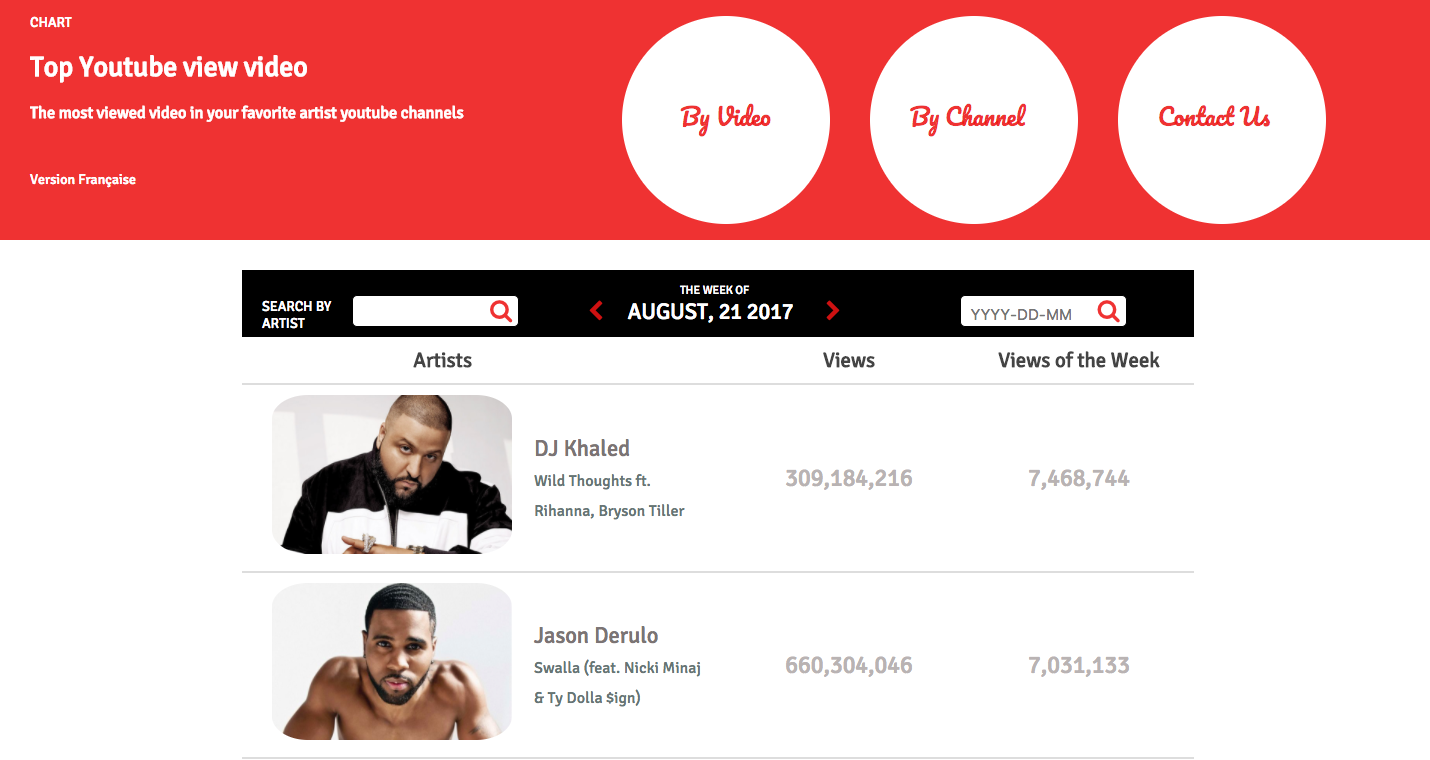 CHART
Top Youtube view video
The most viewed video in your favorite artist youtube channels
Version Française
By Video
By Channel
Contact Us
SEARCH BY
ARTIST
THE WEEK OF
AUGUST, 21 2017
YYYY-DD-MM
Artists
Views
Views of the Week
DJ Khaled
Wild Thoughts ft.
Rihanna, Bryson Tiller
309,184,216
7,468,744
Jason Derulo
Swalla (feat. Nicki Minaj
& Ty Dolla $ign)
660,304,046
7,031,133